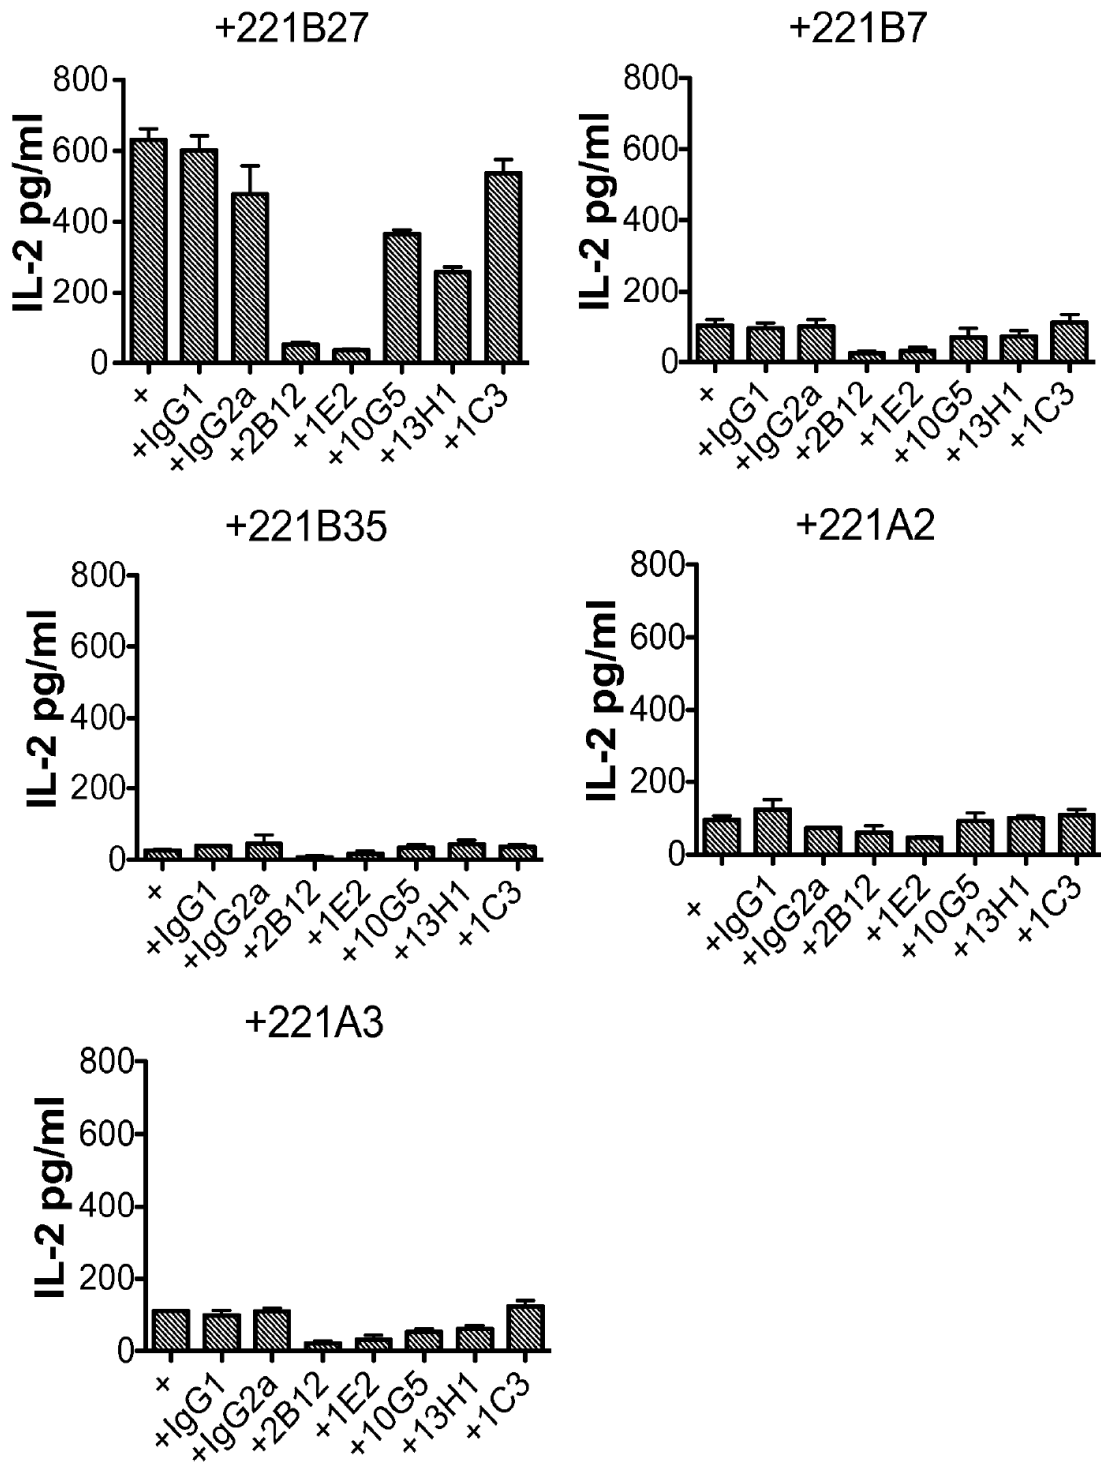 +221B27
800
600
400
200
0
IL-2 pg/ml
+
+IgG1
+IgG2a
+2B12
+1E2
+10G5
+13H1
+1C3
+221B7
800
600
400
200
0
IL-2 pg/ml
+
+IgG1
+IgG2a
+2B12
+1E2
+10G5
+13H1
+1C3
+221B35
800
600
400
200
0
IL-2 pg/ml
+
+IgG1
+IgG2a
+2B12
+1E2
+10G5
+13H1
+1C3
+221A2
800
600
400
200
0
IL-2 pg/ml
+
+IgG1
+IgG2a
+2B12
+1E2
+10G5
+13H1
+1C3
+221A3
800
600
400
200
0
IL-2 pg/ml
+
+IgG1
+IgG2a
+2B12
+1E2
+10G5
+13H1
+1C3